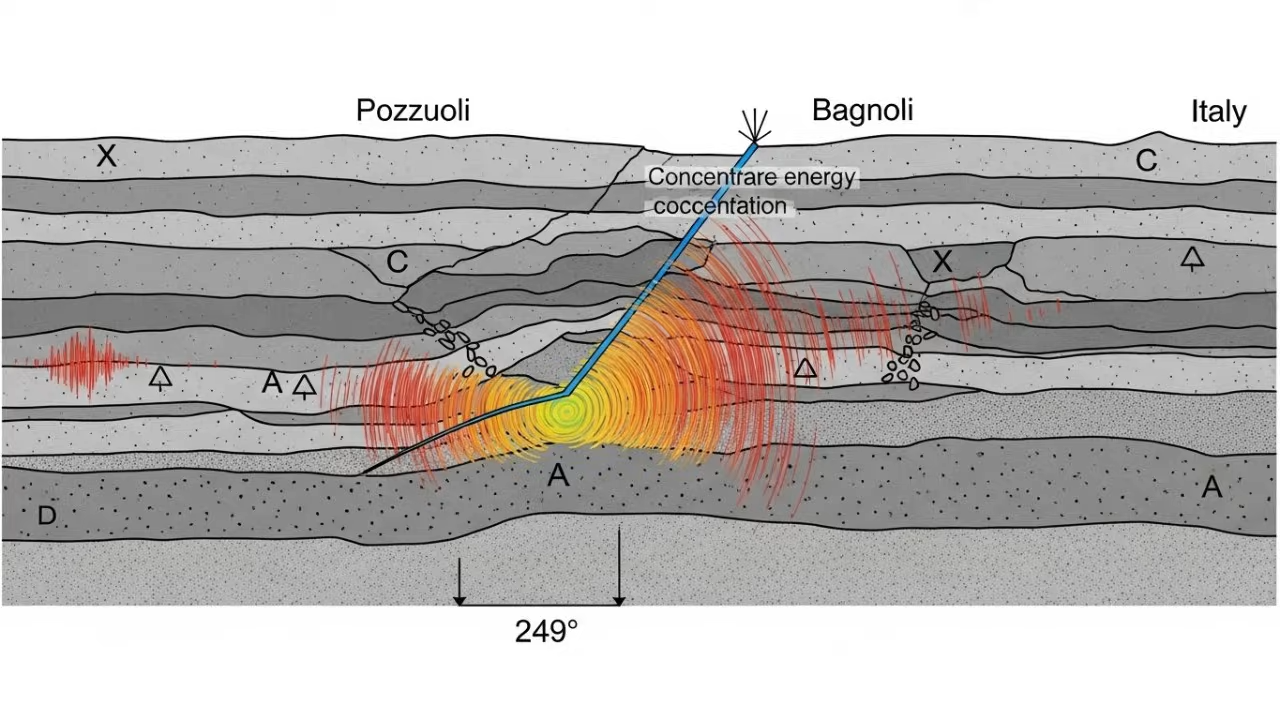 Pozzuoli
Bagnoli
Italy
X
C
Concentrare energy
coccentation
C
X
A
A
A
D
249°